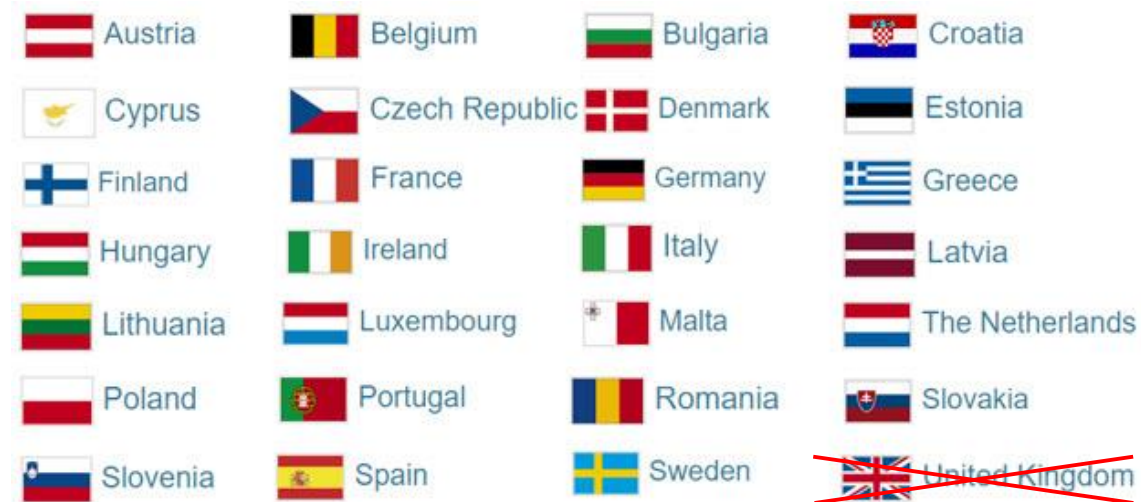 Austria Belgium Bulgaria Croatia
Cyprus Czech Republic Denmark Estonia
Finland France Germany Greece
Hungary Ireland Italy Latvia
Lithuania Luxembourg Malta The Netherlands
Poland Portugal Romania Slovakia
Slovenia Spain Sweden United Kingdom